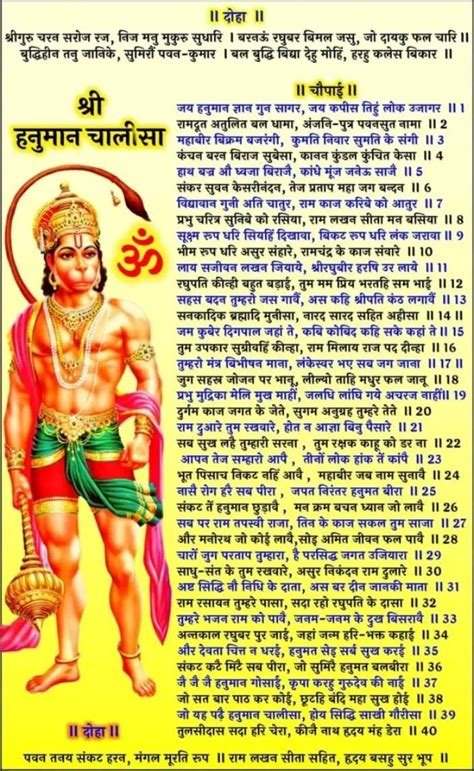 ॥ दोहा ॥
श्रीगुरु चरन सरोज रज, निज मनु मुकुरु सुधारि । बरनऊं रघुबर बिमल जसु, जो दायकु फल चारि ॥
बुद्धिहीन तनु जानिके, सुमिरौं पवन-कुमार । बल बुद्धि बिद्या देहु मोहिं, हरहु कलेस बिकार ॥
॥ चौपाई ॥
श्री
हनुमान चालीसा
ॐ
जय हनुमान ज्ञान गुन सागर, जय कपीस तिहुं लोक उजागर ॥ 1
रामदूत अतुलित बल धामा, अंजनि-पुत्र पवनसुत नामा ॥ 2
महाबीर बिक्रम बजरंगी, कुमति निवार सुमति के संगी ॥ 3
कंचन बरन बिराज सुबेसा, कानन कुंडल कुंचित केसा ॥ 4
हाथ बज्र औ ध्वजा बिराजै, कांधे मूंज जनेऊ साजै ॥ 5
संकर सुवन केसरीनंदन, तेज प्रताप महा जग बन्दन ॥ 6
विद्यावान गुनी अति चातुर, राम काज करिबे को आतुर ॥ 7
प्रभु चरित्र सुनिबे को रसिया, राम लखन सीता मन बसिया ॥ 8
सूक्ष्म रूप धरि सियहिं दिखावा, बिकट रूप धरि लंक जरावा ॥ 9
भीम रूप धरि असुर संहारे, रामचंद्र के काज संवारे ॥ 10
लाय सजीवन लखन जियाये, श्रीरघुबीर हरषि उर लाये ॥ 11
रघुपति कीन्ही बहुत बड़ाई, तुम मम प्रिय भरतहि सम भाई ॥ 12
सहस बदन तुम्हरो जस गावैं, अस कहि श्रीपति कंठ लगावैं ॥ 13
सनकादिक ब्रह्मादि मुनीसा, नारद सारद सहित अहीसा ॥ 14
जम कुबेर दिगपाल जहां ते, कबि कोबिद कहि सके कहां ते ॥ 15
तुम उपकार सुग्रीवहिं कीन्हा, राम मिलाय राज पद दीन्हा ॥ 16
तुम्हरो मंत्र बिभीषन माना, लंकेस्वर भए सब जग जाना ॥ 17
जुग सहस्र जोजन पर भानू, लील्यो ताहि मधुर फल जानू ॥ 18
प्रभु मुद्रिका मेलि मुख माहीं, जलधि लांघि गये अचरज नाहीं॥ 19
दुर्गम काज जगत के जेते, सुगम अनुग्रह तुम्हरे तेते ॥ 20
राम दुआरे तुम रखवारे, होत न आज्ञा बिनु पैसारे ॥ 21
सब सुख लहै तुम्हारी सरना, तुम रक्षक काहू को डर ना ॥ 22
आपन तेज सम्हारो आपै, तीनों लोक हांक तें कांपै ॥ 23
भूत पिसाच निकट नहिं आवै, महाबीर जब नाम सुनावै ॥ 24
नासै रोग हरै सब पीरा, जपत निरंतर हनुमत बीरा ॥ 25
संकट तें हनुमान छुड़ावै, मन क्रम बचन ध्यान जो लावै ॥ 26
सब पर राम तपस्वी राजा, तिन के काज सकल तुम साजा ॥ 27
और मनोरथ जो कोई लावै,सोइ अमित जीवन फल पावै ॥ 28
चारों जुग परताप तुम्हारा, है परसिद्ध जगत उजियारा ॥ 29
साधु-संत के तुम रखवारे, असुर निकंदन राम दुलारे ॥ 30
अष्ट सिद्धि नौ निधि के दाता, अस बर दीन जानकी माता ॥ 31
राम रसायन तुम्हरे पासा, सदा रहो रघुपति के दासा ॥ 32
तुम्हरे भजन राम को पावै, जनम-जनम के दुख बिसरावै ॥ 33
अन्तकाल रघुबर पुर जाई, जहां जन्म हरि-भक्त कहाई ॥ 34
और देवता चित्त न धरई, हनुमत सेइ सर्ब सुख करई ॥ 35
संकट कटै मिटै सब पीरा, जो सुमिरै हनुमत बलबीरा ॥ 36
जै जै जै हनुमान गोसाईं, कृपा करहु गुरुदेव की नाईं ॥ 37
जो सत बार पाठ कर कोई, छूटहि बंदि महा सुख होई ॥ 38
जो यह पढ़ै हनुमान चालीसा, होय सिद्धि साखी गौरीसा ॥ 39
तुलसीदास सदा हरि चेरा, कीजै नाथ हृदय मंह डेरा ॥ 40
॥ दोहा ॥
पवन तनय संकट हरन, मंगल मूरति रूप ॥ राम लखन सीता सहित, हृदय बसहु सुर भूप ॥